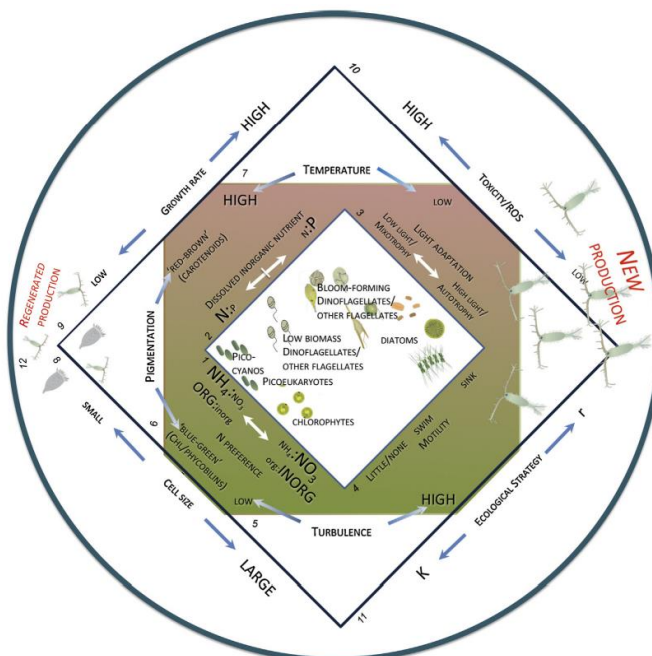 10
HIGH
HIGH
GROWTH RATE
TOXICITY/ROS
7
TEMPERATURE
HIGH
LOW
3
'RED-BROWN'
(CAROTENOIDS)
DISSOLVED INORGANIC NUTRIENT
N:P
N:P
LOW LIGHT/
MIXOTROPHY
LIGHT ADAPTATION
HIGH LIGHT/
AUTOTROPHY
LOW
LOW
NEW
PRODUCTION
REGENERATED
PRODUCTION
12
9
8
PIGMENTATION
2
1
BLOOM-FORMING
DINOFLAGELLATES/
OTHER FLAGELLATES
LOW BIOMASS
DINOFLAGELLATES/
OTHER FLAGELLATES
DIATOMS
PICO-
CYANOS
PICOEUKARYOTES
CHLOROPHYTES
NH4:NO3
ORG:inorg
N PREFERENCE
NH4:NO3
org:INORG
4
SINK
SWIM
MOTILITY
LITTLE/NONE
SMALL
6
'BLUE-GREEN'
(CHL/PHYCOBILINS)
CELL SIZE
LOW
HIGH
5
TURBULENCE
LARGE
r
ECOLOGICAL STRATEGY
K
11